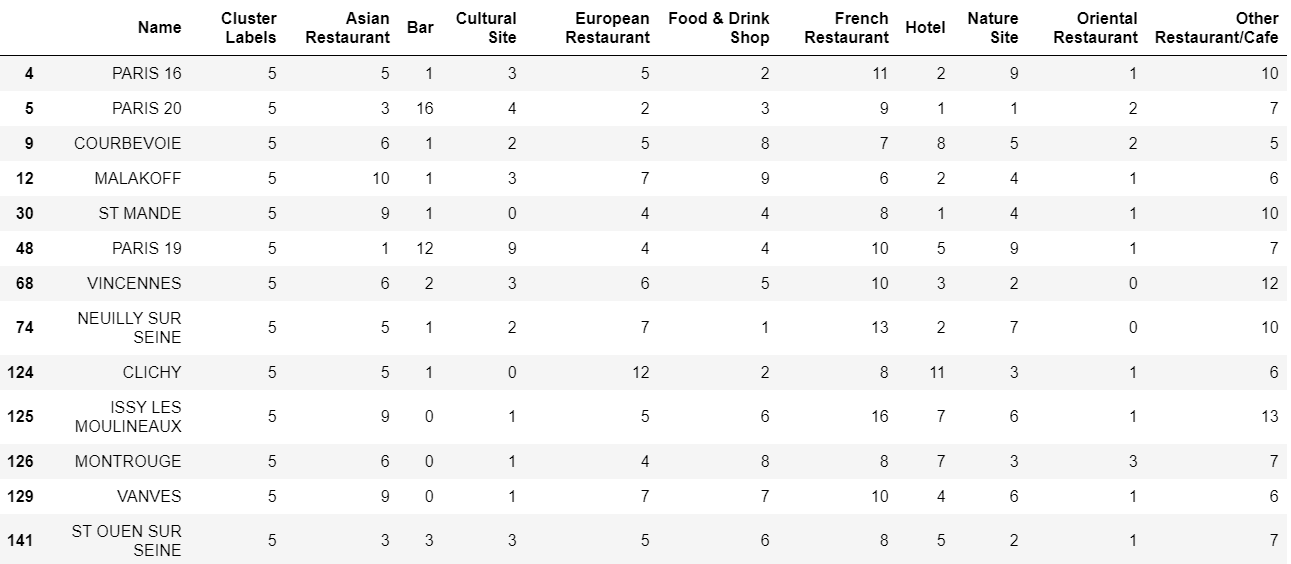 Name Cluster Labels Asian Restaurant Bar Cultural Site European Restaurant Food & Drink Shop French Restaurant Hotel Nature Site Oriental Restaurant Other Restaurant/Cafe
4 PARIS 16 5 5 1 3 5 2 11 2 9 1 10
5 PARIS 20 5 3 16 4 2 3 9 1 1 2 7
9 COURBEVOIE 5 6 1 2 5 8 7 8 5 2 5
12 MALAKOFF 5 10 1 3 7 9 6 2 4 1 6
30 ST MANDE 5 9 1 0 4 4 8 1 4 1 10
48 PARIS 19 5 1 12 9 4 4 10 5 9 1 7
68 VINCENNES 5 6 2 3 6 5 10 3 2 0 12
74 NEUILLY SUR SEINE 5 5 1 2 7 1 13 2 7 0 10
124 CLICHY 5 5 1 0 12 2 8 11 3 1 6
125 ISSY LES MOULINEAUX 5 9 0 1 5 6 16 7 6 1 13
126 MONTROUGE 5 6 0 1 4 8 8 7 3 3 7
129 VANVES 5 9 0 1 7 7 10 4 6 1 6
141 ST OUEN SUR SEINE 5 3 3 3 5 6 8 5 2 1 7